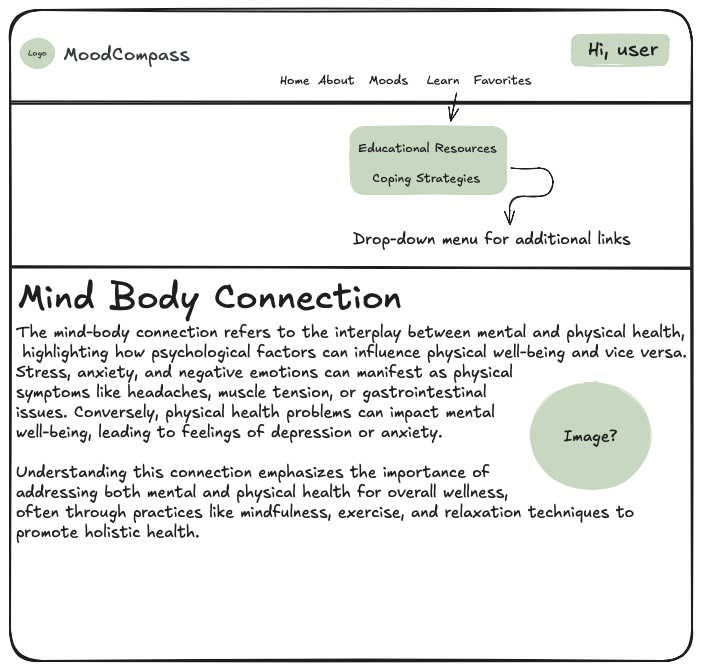 Logo
MoodCompass
Hi, user
Home About Moods Learn Favorites
Educational Resources
Coping Strategies
Drop-down menu for additional links
Mind Body Connection
The mind-body connection refers to the interplay between mental and physical health,
highlighting how psychological factors can influence physical well-being and vice versa.
Stress, anxiety, and negative emotions can manifest as physical
symptoms like headaches, muscle tension, or gastrointestinal
issues. Conversely, physical health problems can impact mental
well-being, leading to feelings of depression or anxiety.
Image?
Understanding this connection emphasizes the importance of
addressing both mental and physical health for overall wellness,
often through practices like mindfulness, exercise, and relaxation techniques to
promote holistic health.